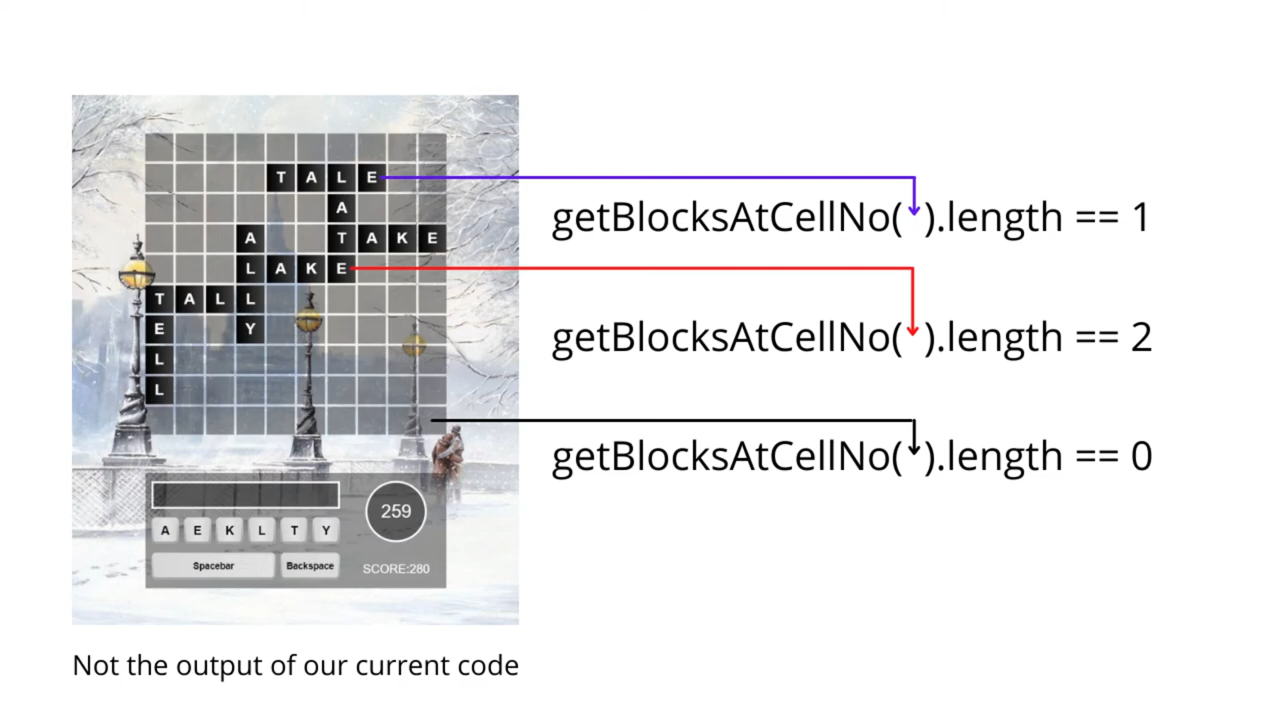 T A L E
A
A T A K E
L A K E
T A L L L
E Y
L
L
259
A E K L T Y
Spacebar Backspace
SCORE:280
getBlocksAtCellNo( ).length == 1
getBlocksAtCellNo( ).length == 2
getBlocksAtCellNo( ).length == 0
Not the output of our current code